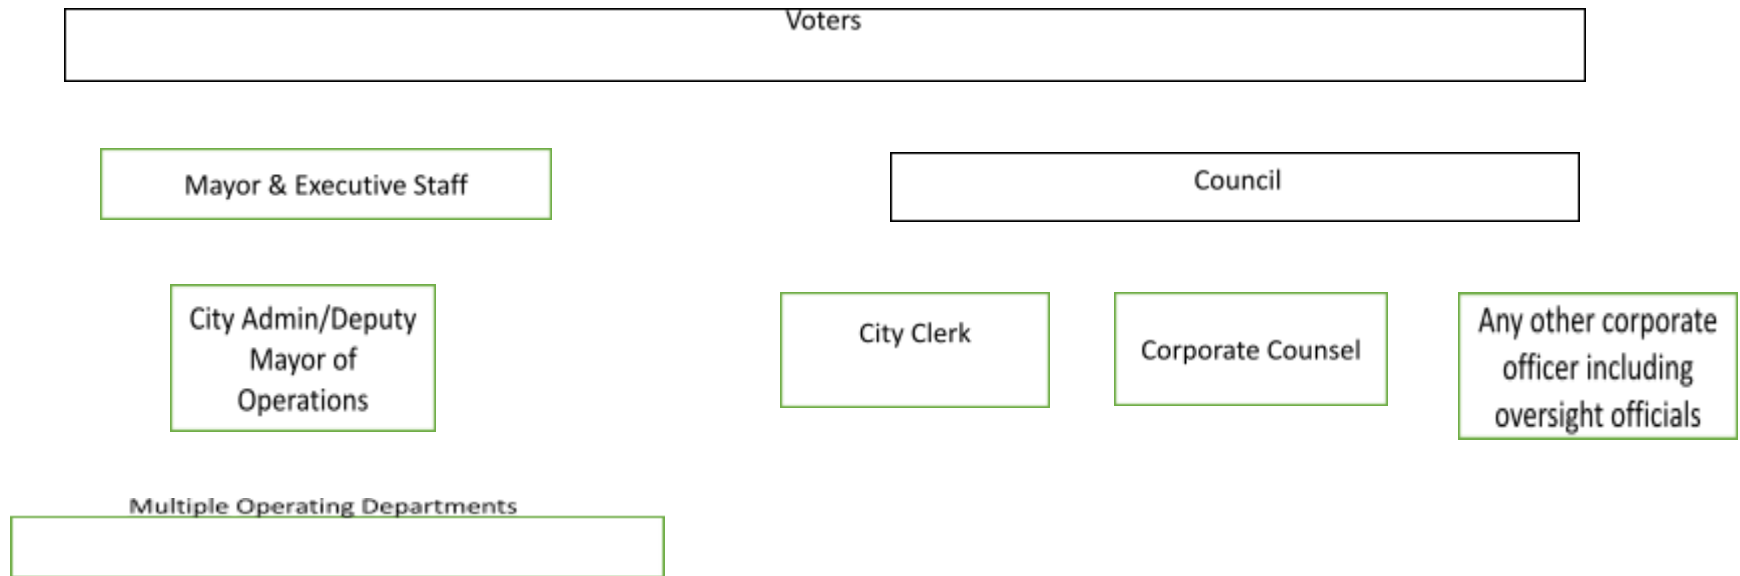 Voters
Mayor & Executive Staff
Council
City Admin/Deputy
Mayor of
Operations
City Clerk
Corporate Counsel
Any other corporate
officer including
oversight officials
Multiple Operating Departments